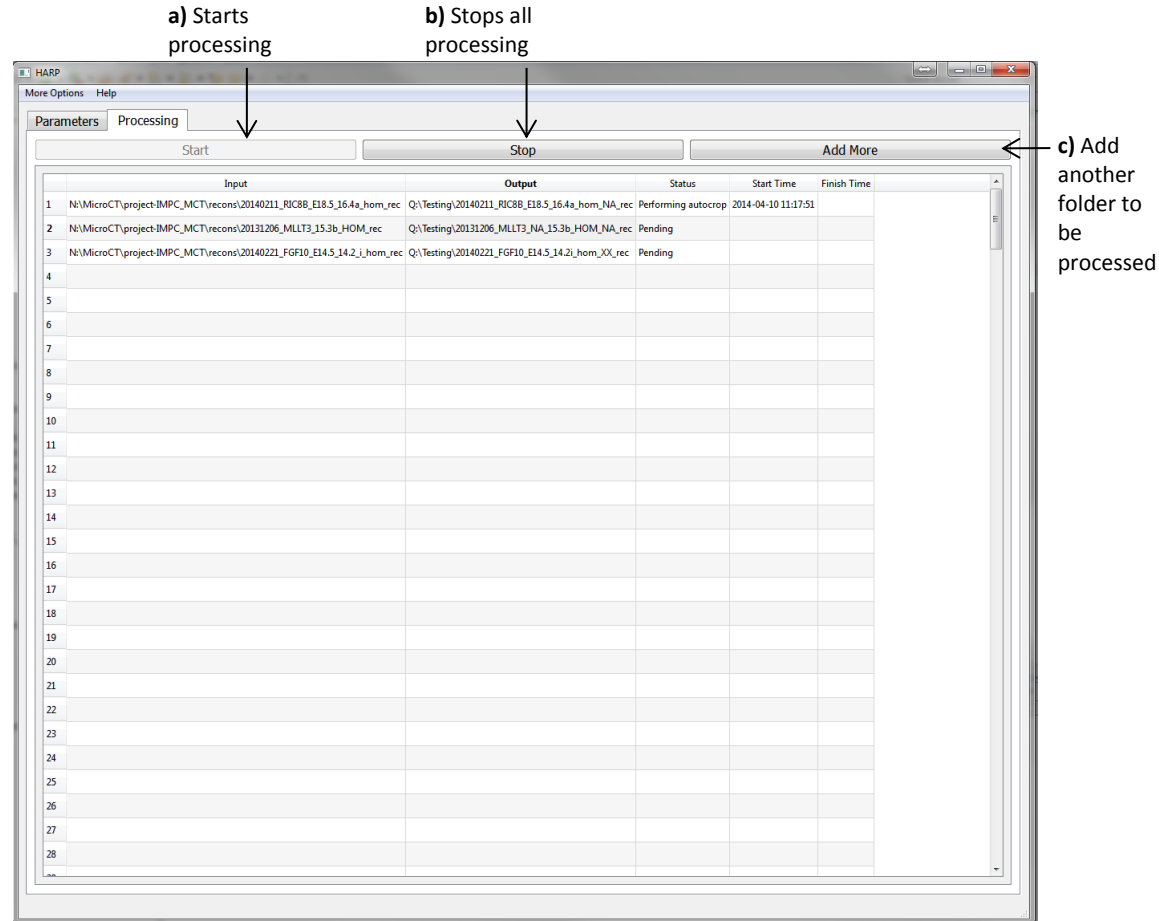 a) Starts
processing
b) Stops all
processing
HARP
More Options Help
Parameters Processing
Start Stop Add More
c) Add
another
folder to
be
processed
Input Output Status Start Time Finish Time
1 N:\MicroCT\project-IMPC_MCT\recons\20140211_RIC8B_E18.5_16.4a_hom_rec Q:\Testing\20140211_RIC8B_E18.5_16.4a_hom_NA_rec Performing autocrop 2014-04-10 11:17:51
2 N:\MicroCT\project-IMPC_MCT\recons\20131206_MLLT3_15.3b_HOM_rec Q:\Testing\20131206_MLLT3_NA_15.3b_HOM_NA_rec Pending
3 N:\MicroCT\project-IMPC_MCT\recons\20140221_FGF10_E14.5_14.2_i_hom_rec Q:\Testing\20140221_FGF10_E14.5_14.2i_hom_XX_rec Pending
4
5
6
7
8
9
10
11
12
13
14
15
16
17
18
19
20
21
22
23
24
25
26
27
28